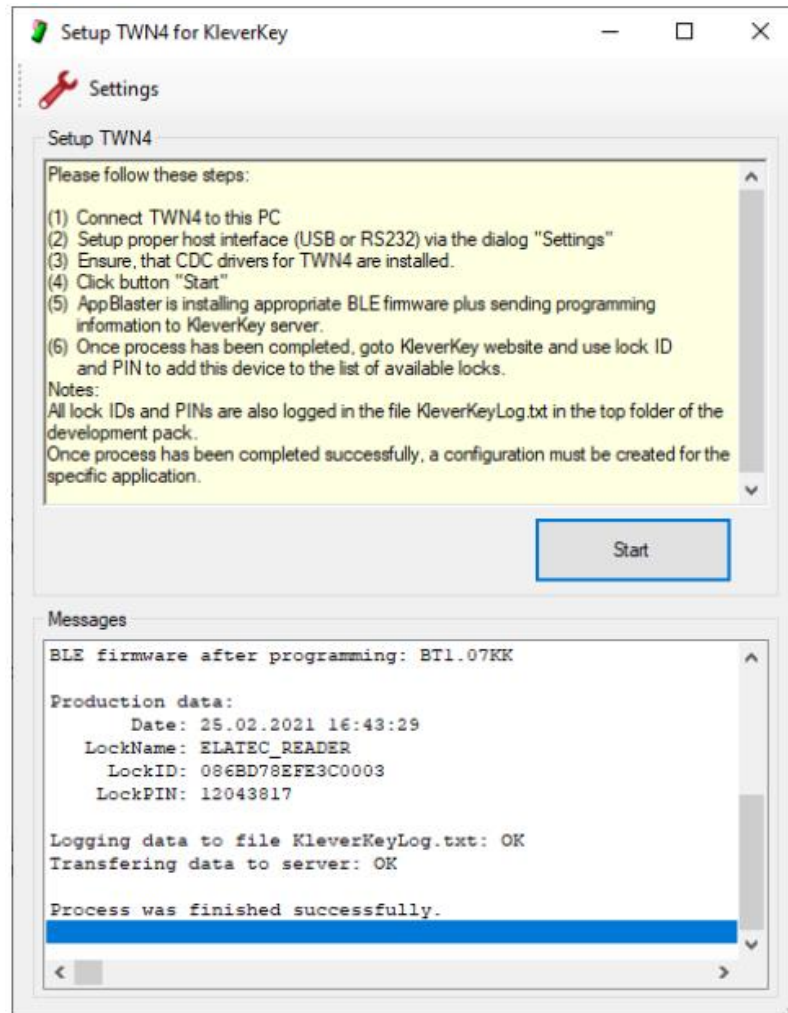 Setup TWN4 for KleverKey
Settings
Setup TWN4
Please follow these steps:
(1) Connect TWN4 to this PC
(2) Setup proper host interface (USB or RS232) via the dialog "Settings"
(3) Ensure, that CDC drivers for TWN4 are installed.
(4) Click button "Start"
(5) AppBlaster is installing appropriate BLE firmware plus sending programming
information to KleverKey server.
(6) Once process has been completed, goto KleverKey website and use lock ID
and PIN to add this device to the list of available locks.
Notes:
All lock IDs and PINs are also logged in the file KleverKeyLog.txt in the top folder of the
development pack.
Once process has been completed successfully, a configuration must be created for the
specific application.
Start
Messages
BLE firmware after programming: BT1.07KK
Production data:
Date: 25.02.2021 16:43:29
LockName: ELATEC_READER
LockID: 086BD78EFE3C0003
LockPIN: 12043817
Logging data to file KleverKeyLog.txt: OK
Transfering data to server: OK
Process was finished successfully.